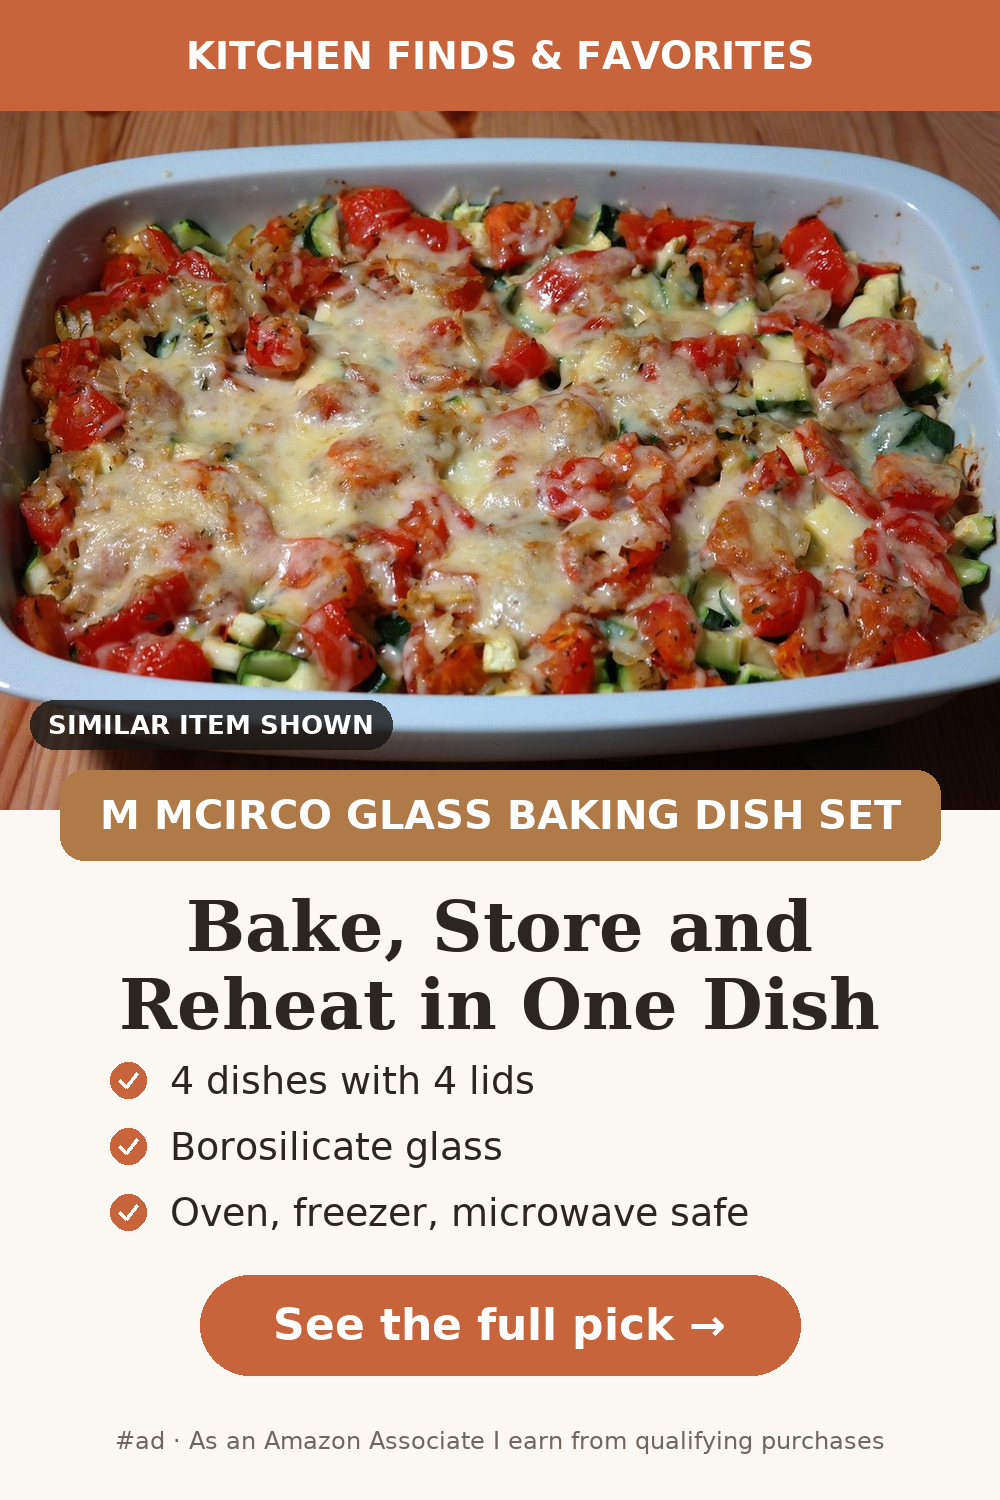 KITCHEN FINDS & FAVORITES
SIMILAR ITEM SHOWN
M MCIRCO GLASS BAKING DISH SET
Bake, Store and
Reheat in One Dish
4 dishes with 4 lids
Borosilicate glass
Oven, freezer, microwave safe
See the full pick →
#ad · As an Amazon Associate I earn from qualifying purchases